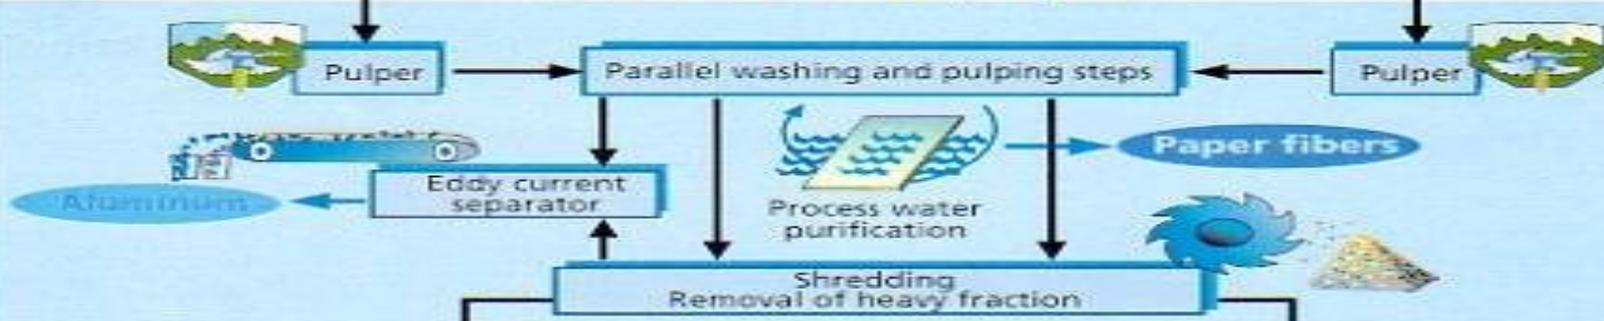 Pulper
Parallel washing and pulping steps
Pulper
Paper fibers
Eddy current
separator
Aluminum
Process water
purification
Shredding
Removal of heavy fraction